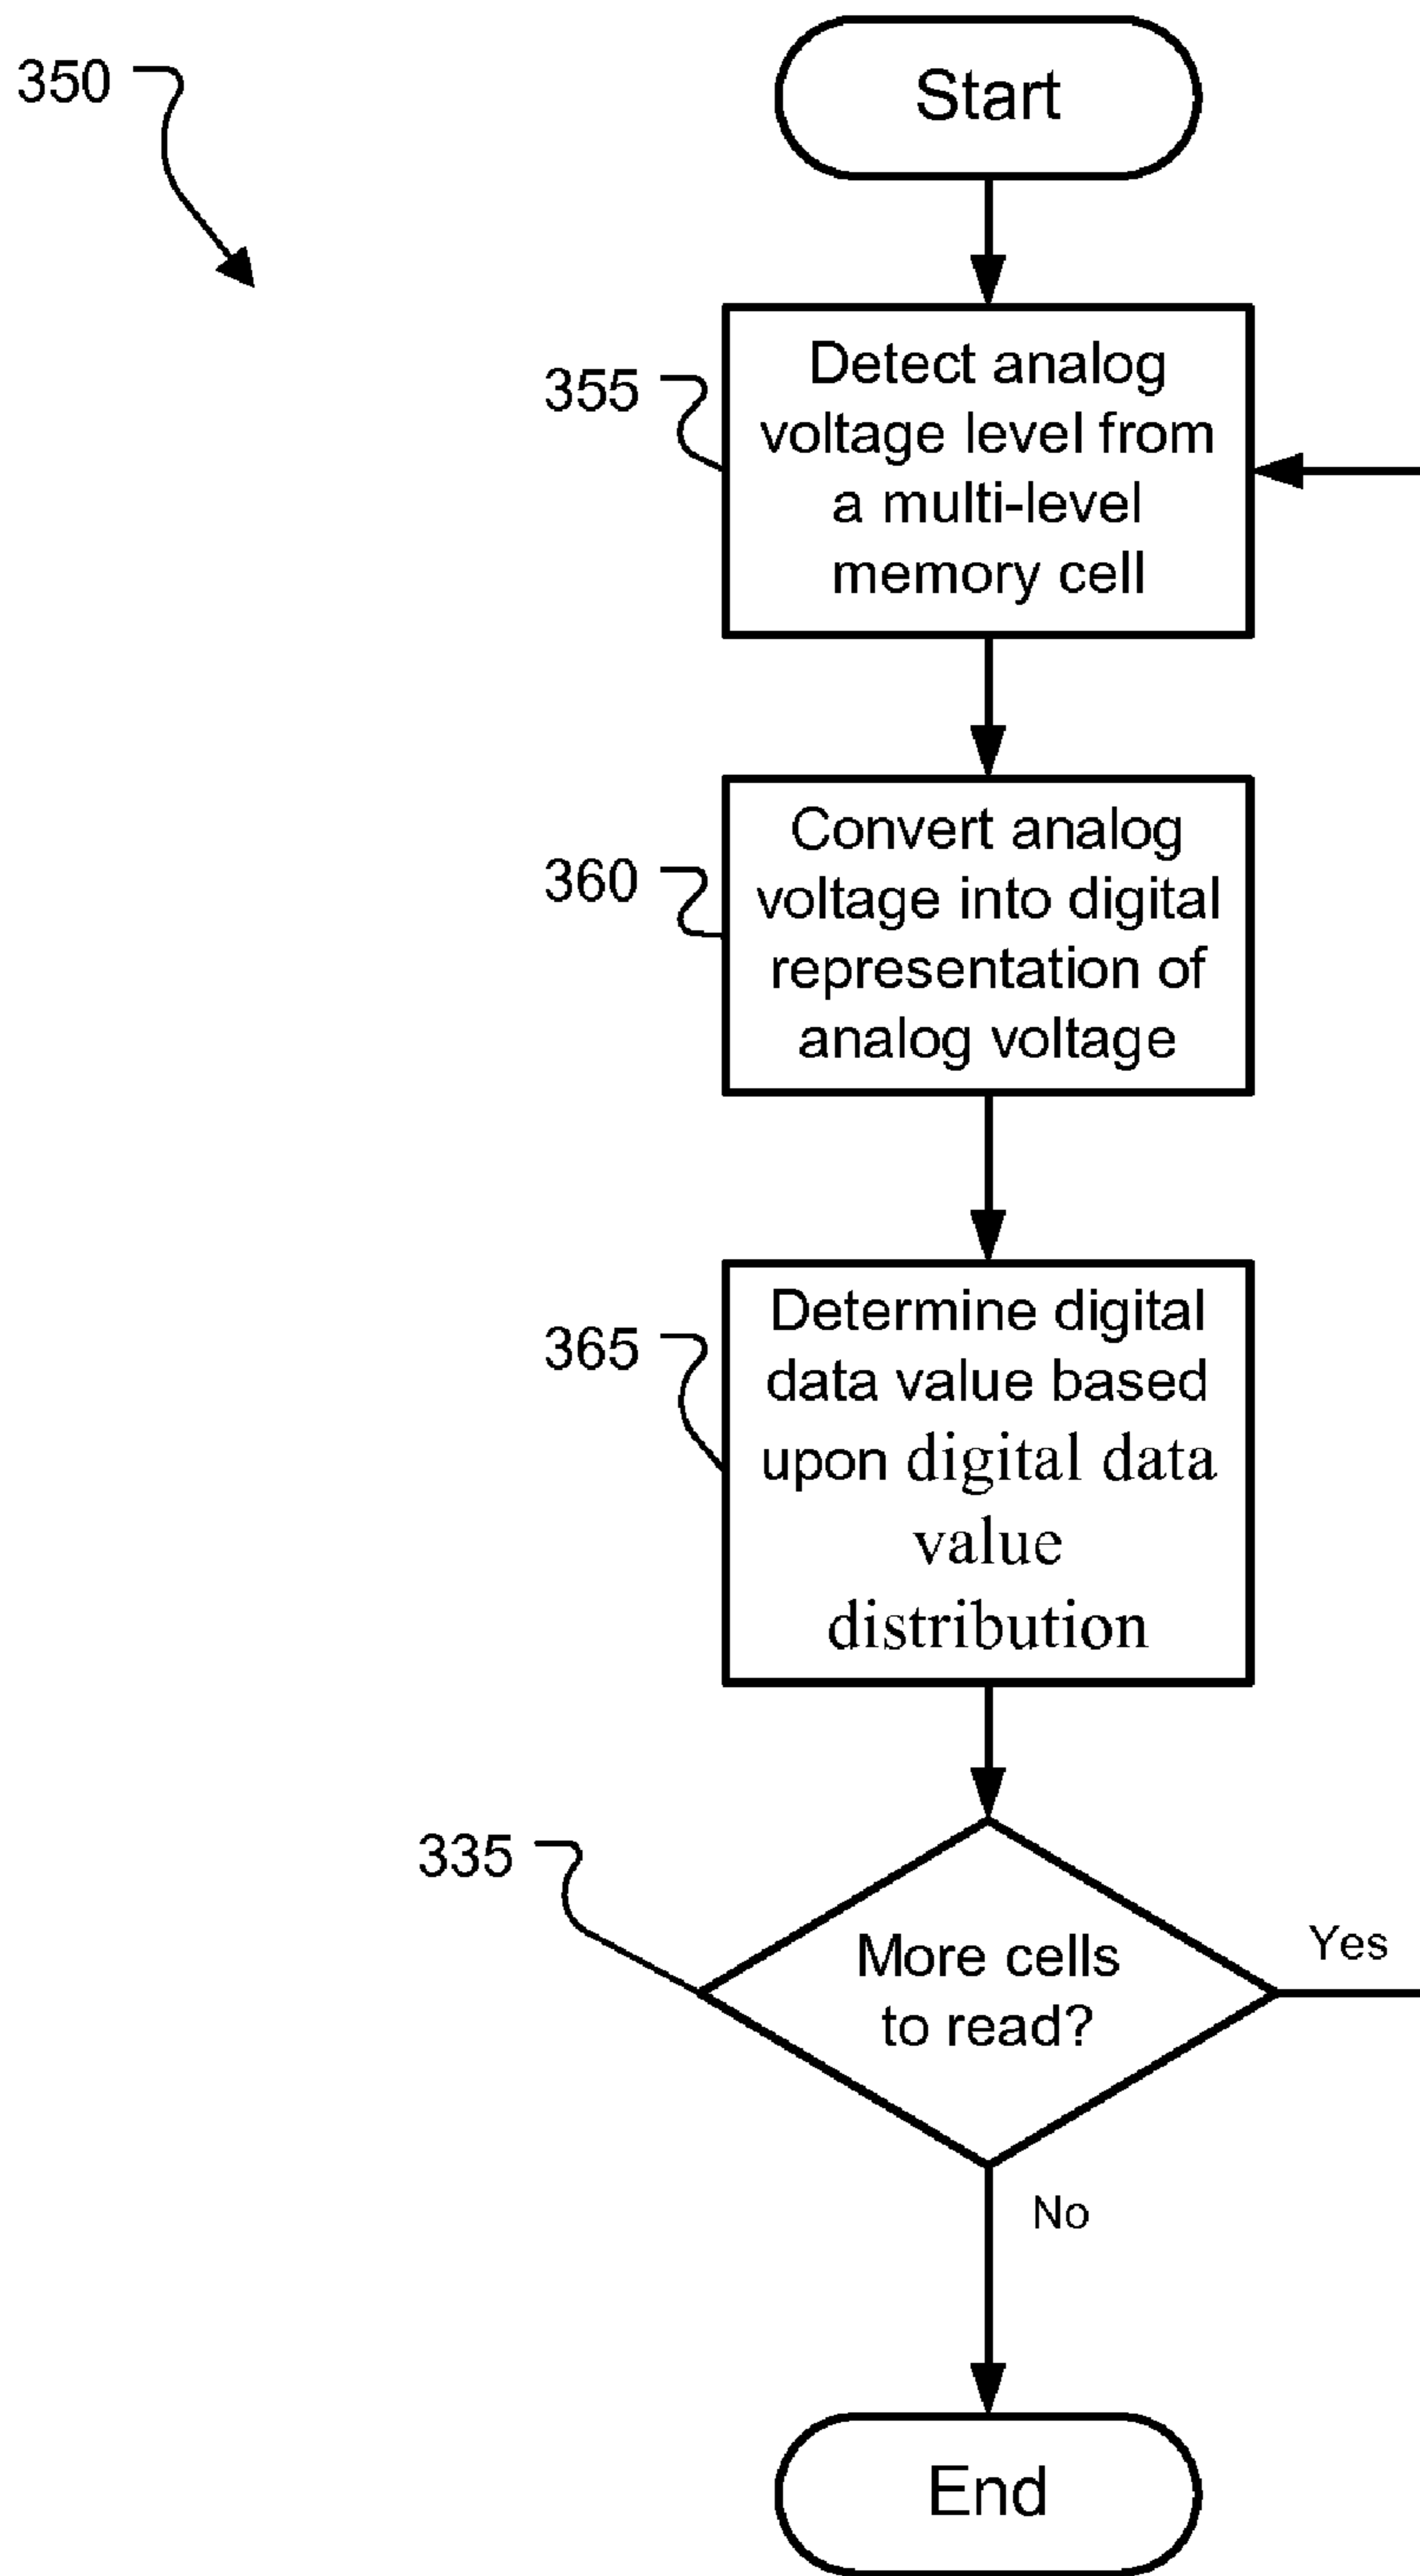 350
Start
355
Detect analog
voltage level from
a multi-level
memory cell
360
Convert analog
voltage into digital
representation of
analog voltage
365
Determine digital
data value based
upon digital data
value
distribution
335
More cells
to read?
Yes
No
End